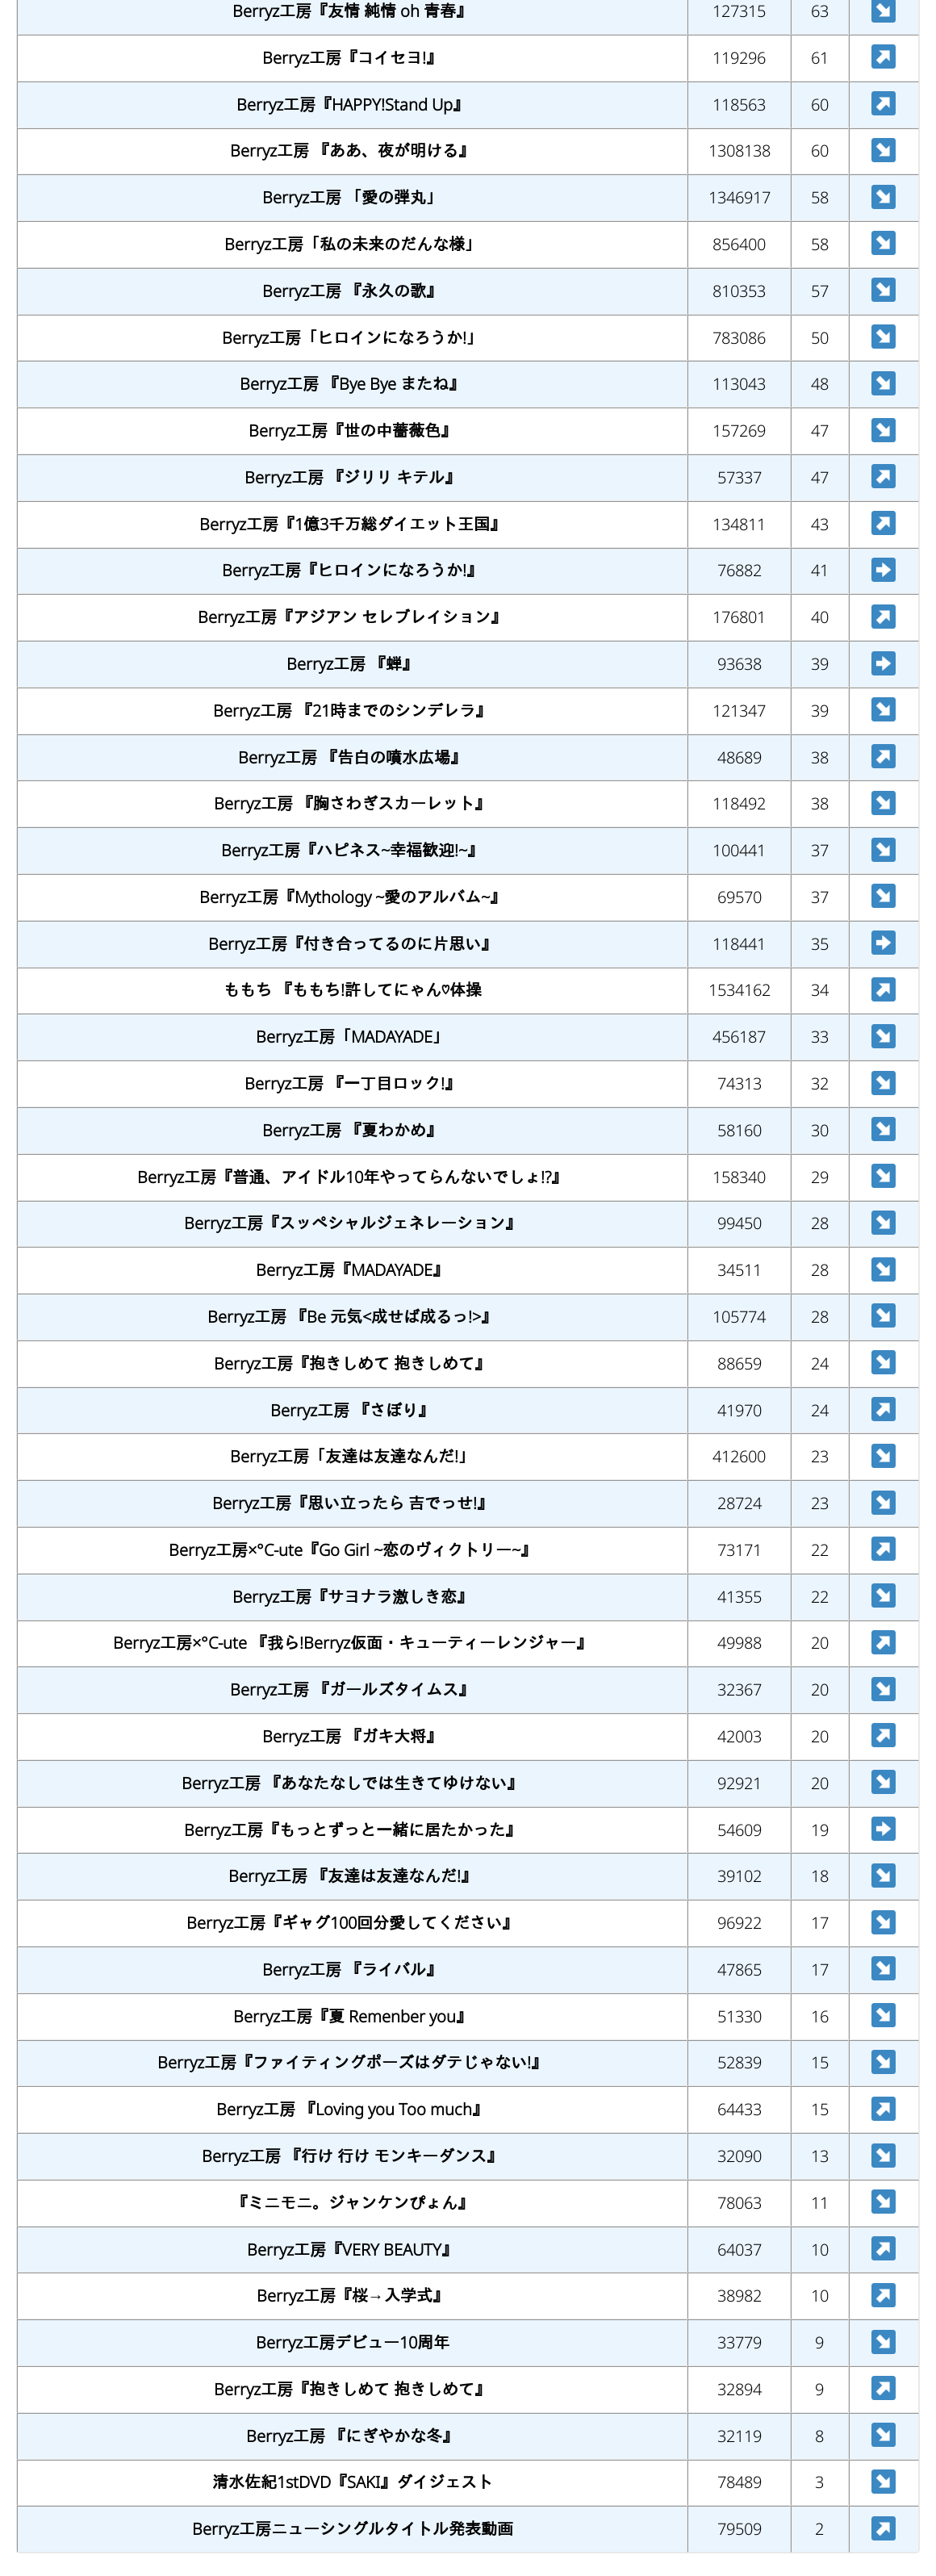 Berryz工房『友情 純情 oh 青春』 127315 63 ↘
Berryz工房『コイセヨ!』 119296 61 ↗
Berryz工房『HAPPY!Stand Up』 118563 60 ↗
Berryz工房 『ああ、夜が明ける』 1308138 60 ↘
Berryz工房 「愛の弾丸」 1346917 58 ↘
Berryz工房「私の未来のだんな様」 856400 58 ↘
Berryz工房 『永久の歌』 810353 57 ↘
Berryz工房「ヒロインになろうか!」 783086 50 ↘
Berryz工房 『Bye Bye またね』 113043 48 ↘
Berryz工房『世の中薔薇色』 157269 47 ↘
Berryz工房 『ジリリ キテル』 57337 47 ↗
Berryz工房『1億3千万総ダイエット王国』 134811 43 ↗
Berryz工房『ヒロインになろうか!』 76882 41 ➡
Berryz工房『アジアン セレブレイション』 176801 40 ↗
Berryz工房 『蝉』 93638 39 ➡
Berryz工房 『21時までのシンデレラ』 121347 39 ↘
Berryz工房 『告白の噴水広場』 48689 38 ↗
Berryz工房 『胸さわぎスカーレット』 118492 38 ↘
Berryz工房『ハピネス~幸福歓迎!~』 100441 37 ↘
Berryz工房『Mythology ~愛のアルバム~』 69570 37 ↘
Berryz工房『付き合ってるのに片思い』 118441 35 ➡
ももち 『ももち!許してにゃん♡体操 1534162 34 ↗
Berryz工房「MADAYADE」 456187 33 ↘
Berryz工房 『一丁目ロック!』 74313 32 ↘
Berryz工房 『夏わかめ』 58160 30 ↘
Berryz工房『普通、アイドル10年やってらんないでしょ!?』 158340 29 ↘
Berryz工房『スッペシャルジェネレーション』 99450 28 ↘
Berryz工房『MADAYADE』 34511 28 ↘
Berryz工房 『Be 元気<成せば成るっ!>』 105774 28 ↘
Berryz工房『抱きしめて 抱きしめて』 88659 24 ↘
Berryz工房 『さぼり』 41970 24 ↗
Berryz工房「友達は友達なんだ!」 412600 23 ↘
Berryz工房『思い立ったら 吉でっせ!』 28724 23 ↘
Berryz工房×°C-ute『Go Girl ~恋のヴィクトリー~』 73171 22 ↗
Berryz工房『サヨナラ激しき恋』 41355 22 ↘
Berryz工房×°C-ute 『我ら!Berryz仮面・キューティーレンジャー』 49988 20 ↗
Berryz工房 『ガールズタイムス』 32367 20 ↘
Berryz工房 『ガキ大将』 42003 20 ↗
Berryz工房 『あなたなしでは生きてゆけない』 92921 20 ↘
Berryz工房『もっとずっと一緒に居たかった』 54609 19 ➡
Berryz工房 『友達は友達なんだ!』 39102 18 ↘
Berryz工房『ギャグ100回分愛してください』 96922 17 ↘
Berryz工房 『ライバル』 47865 17 ↘
Berryz工房『夏 Remenber you』 51330 16 ↘
Berryz工房『ファイティングポーズはダテじゃない!』 52839 15 ↘
Berryz工房 『Loving you Too much』 64433 15 ↗
Berryz工房 『行け 行け モンキーダンス』 32090 13 ↘
『ミニモニ。ジャンケンぴょん』 78063 11 ↘
Berryz工房『VERY BEAUTY』 64037 10 ↗
Berryz工房『桜→入学式』 38982 10 ↗
Berryz工房デビュー10周年 33779 9 ↘
Berryz工房『抱きしめて 抱きしめて』 32894 9 ↗
Berryz工房 『にぎやかな冬』 32119 8 ↘
清水佐紀1stDVD『SAKI』ダイジェスト 78489 3 ↘
Berryz工房ニューシングルタイトル発表動画 79509 2 ↗